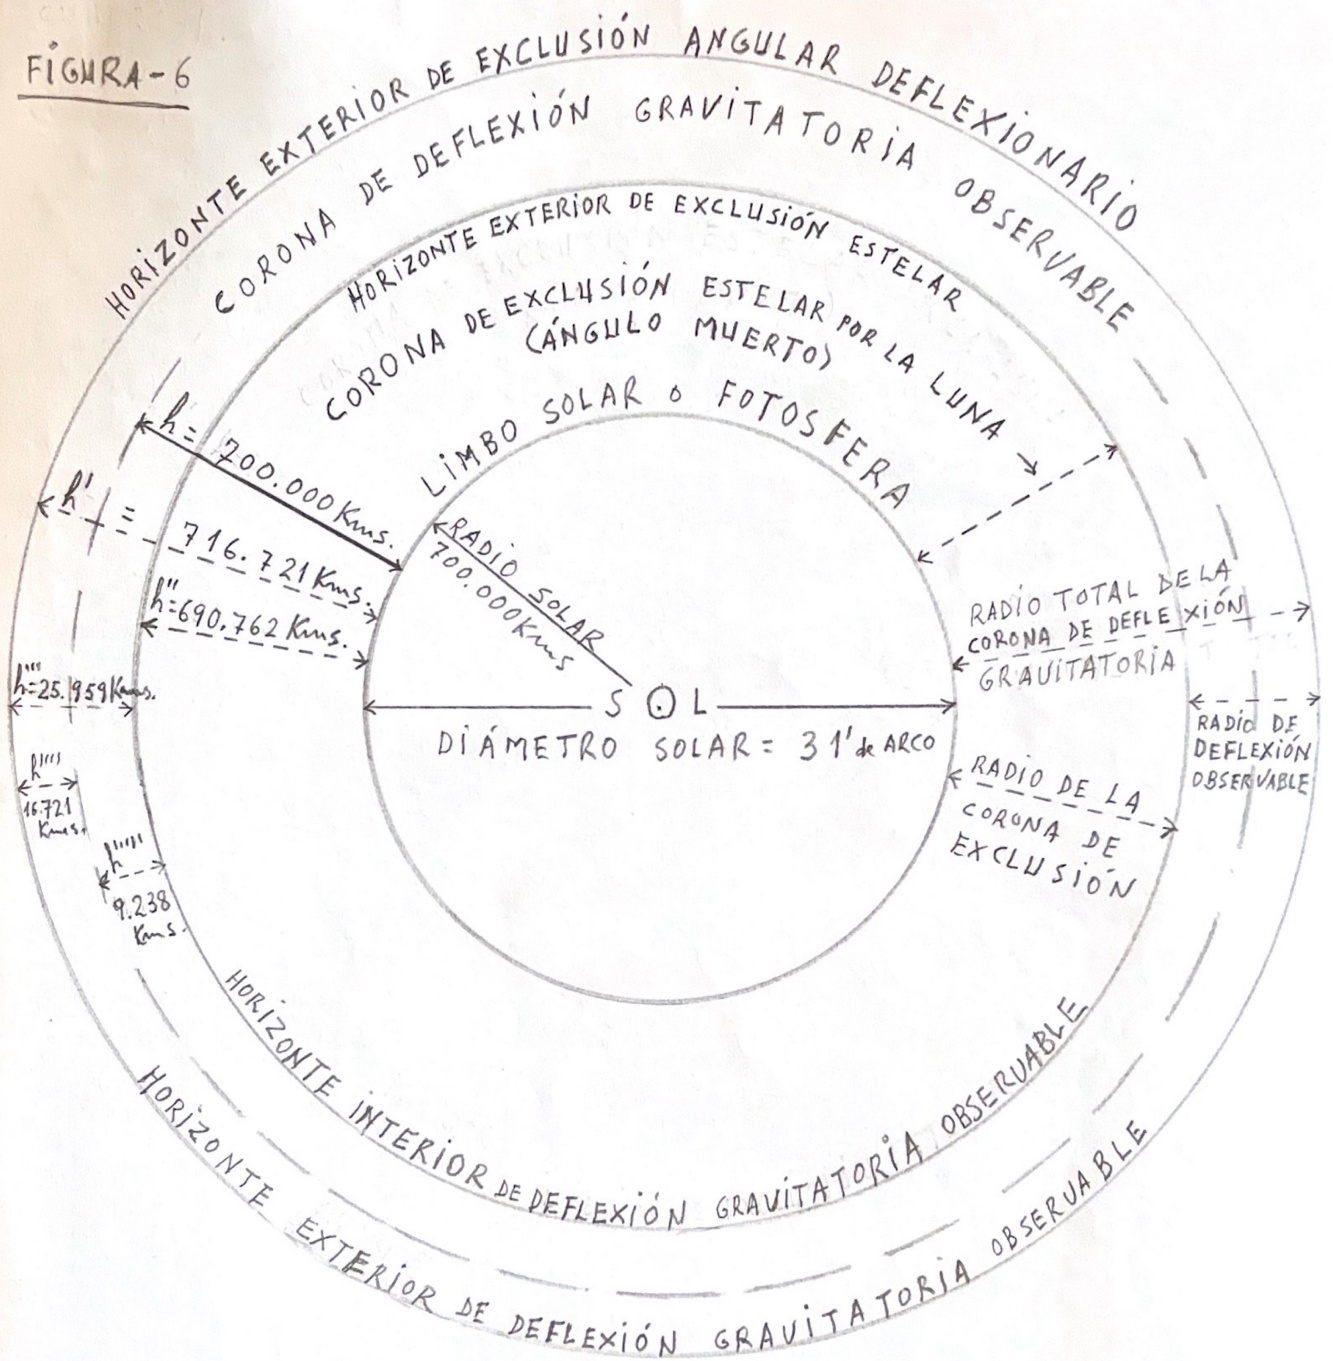 FIGURA-6
HORIZONTE EXTERIOR DE EXCLUSIÓN ANGULAR DEFLEXIONARIO
CORONA DE DEFLEXIÓN GRAVITATORIA OBSERVABLE
HORIZONTE EXTERIOR DE EXCLUSIÓN ESTELAR
CORONA DE EXCLUSIÓN ESTELAR POR LA LUNA
(ÁNGULO MUERTO)
LIMBO SOLAR O FOTOSFERA
h = 700.000 Kms.
h' = 716.721 Kms.
h''=690.762 Kms.
RADIO SOLAR
700.000 Kms
h'''=25.959 Kms.
h''''
16.721
Kms.
h'''''
9.238
Kms.
S O L
DIÁMETRO SOLAR = 31' de ARCO
RADIO TOTAL DE LA
CORONA DE DEFLEXIÓN
GRAVITATORIA
RADIO DE
DEFLEXIÓN
OBSERVABLE
RADIO DE LA
CORONA DE
EXCLUSIÓN
HORIZONTE INTERIOR DE DEFLEXIÓN GRAVITATORIA OBSERVABLE
HORIZONTE EXTERIOR DE DEFLEXIÓN GRAVITATORIA OBSERVABLE